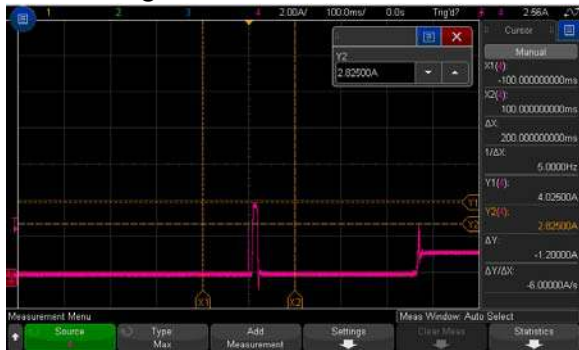 1 2 3 4 2.00A/ 100.0ms/ 0.0s Trig'd? 4 2.56A
Cursor
Manual
X1(4):
-100.000000000ms
X2(4):
100.000000000ms
ΔX:
200.000000000ms
1/ΔX:
5.0000Hz
Y1(4):
4.02500A
Y2(4):
2.82500A
ΔY:
-1.20000A
ΔY/ΔX:
-6.00000A/s
Y2
2.82500A
Y1
Y2
X1 X2
Measurement Menu
Meas Window: Auto Select
Source
4
Type
Max
Add
Measurement
Settings
Clear Meas
Statistics